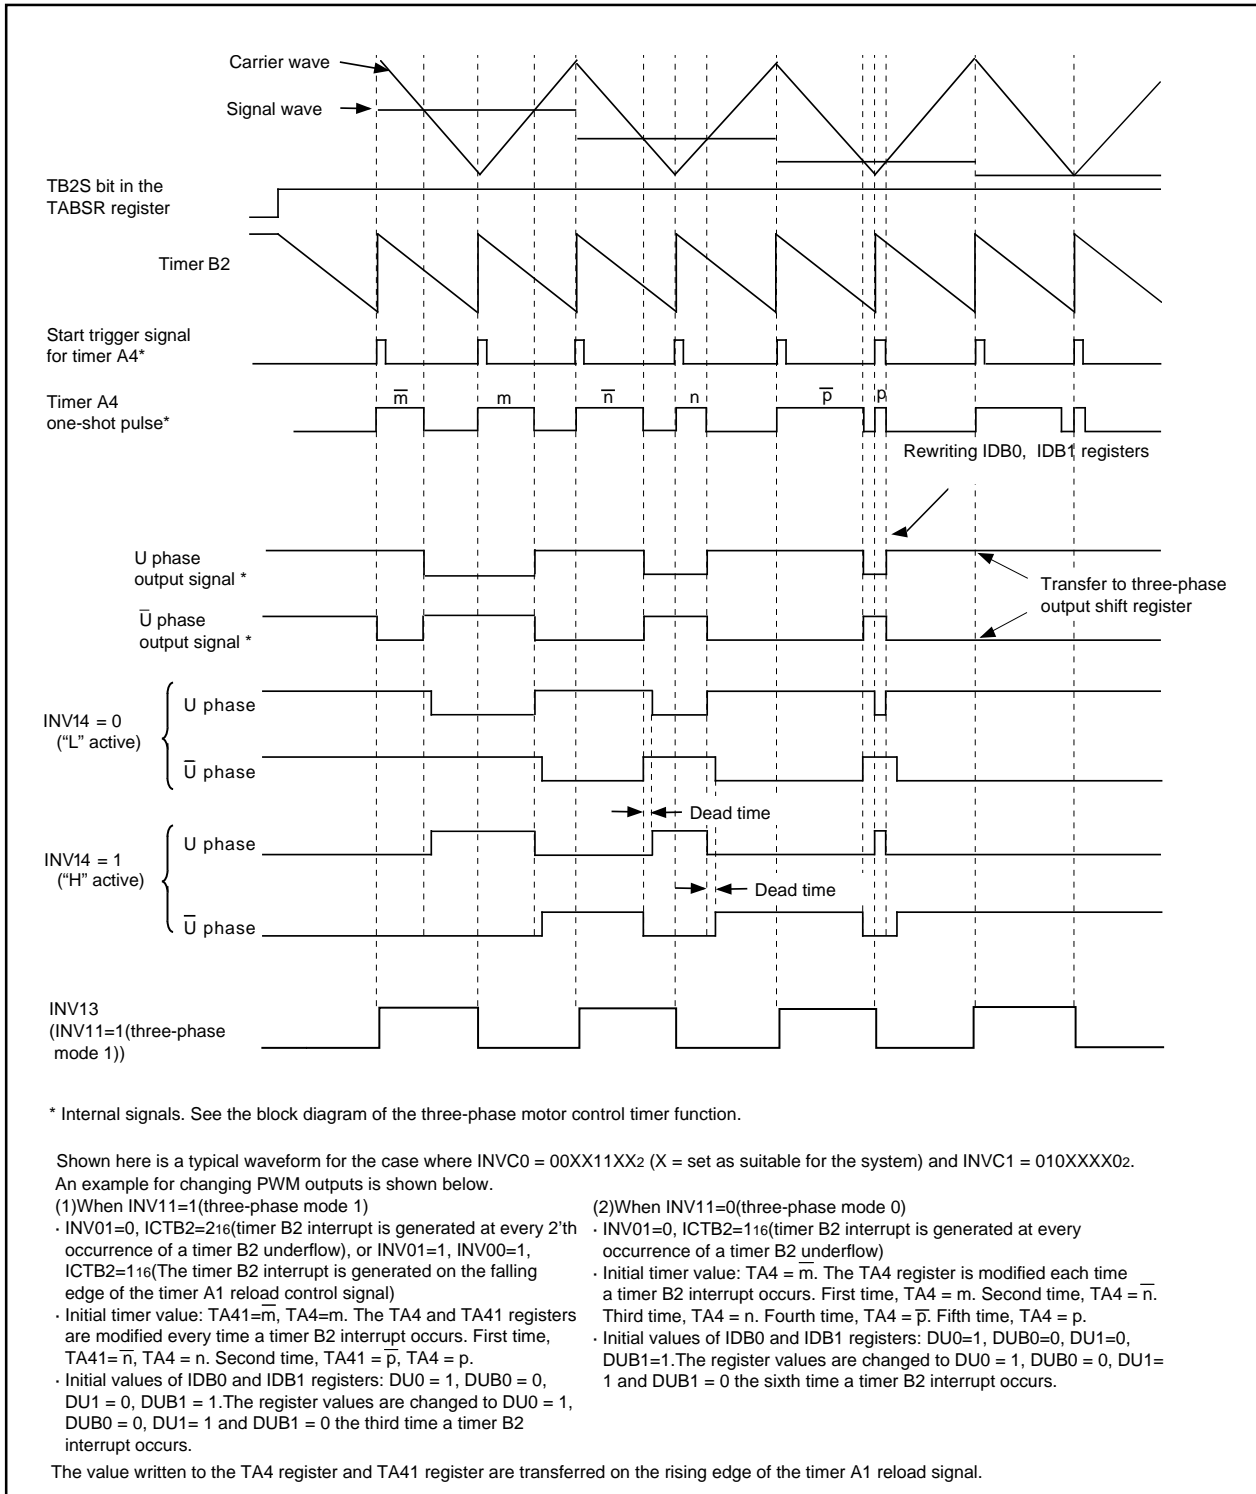 Carrier wave
Signal wave
TB2S bit in the
TABSR register
Timer B2
Start trigger signal
for timer A4*
Timer A4
one-shot pulse*
m̅
m
n̅
n
p̅
p
Rewriting IDB0, IDB1 registers
U phase
output signal *
Transfer to three-phase
output shift register
U̅ phase
output signal *
INV14 = 0
(“L” active)
U phase
U̅ phase
Dead time
INV14 = 1
(“H” active)
U phase
Dead time
U̅ phase
INV13
(INV11=1(three-phase
mode 1))
* Internal signals. See the block diagram of the three-phase motor control timer function.
Shown here is a typical waveform for the case where INVC0 = 00XX11XX2 (X = set as suitable for the system) and INVC1 = 010XXXX02.
An example for changing PWM outputs is shown below.
(1)When INV11=1(three-phase mode 1)
· INV01=0, ICTB2=216(timer B2 interrupt is generated at every 2'th
occurrence of a timer B2 underflow), or INV01=1, INV00=1,
ICTB2=116(The timer B2 interrupt is generated on the falling
edge of the timer A1 reload control signal)
· Initial timer value: TA41=m̅, TA4=m. The TA4 and TA41 registers
are modified every time a timer B2 interrupt occurs. First time,
TA41=n̅, TA4 = n. Second time, TA41 = p̅, TA4 = p.
· Initial values of IDB0 and IDB1 registers: DU0 = 1, DUB0 = 0,
DU1 = 0, DUB1 = 1.The register values are changed to DU0 = 1,
DUB0 = 0, DU1= 1 and DUB1 = 0 the third time a timer B2
interrupt occurs.
(2)When INV11=0(three-phase mode 0)
· INV01=0, ICTB2=116(timer B2 interrupt is generated at every
occurrence of a timer B2 underflow)
· Initial timer value: TA4 = m̅. The TA4 register is modified each time
a timer B2 interrupt occurs. First time, TA4 = m. Second time, TA4 = n̅.
Third time, TA4 = n. Fourth time, TA4 = p̅. Fifth time, TA4 = p.
· Initial values of IDB0 and IDB1 registers: DU0=1, DUB0=0, DU1=0,
DUB1=1.The register values are changed to DU0 = 1, DUB0 = 0, DU1=
1 and DUB1 = 0 the sixth time a timer B2 interrupt occurs.
The value written to the TA4 register and TA41 register are transferred on the rising edge of the timer A1 reload signal.